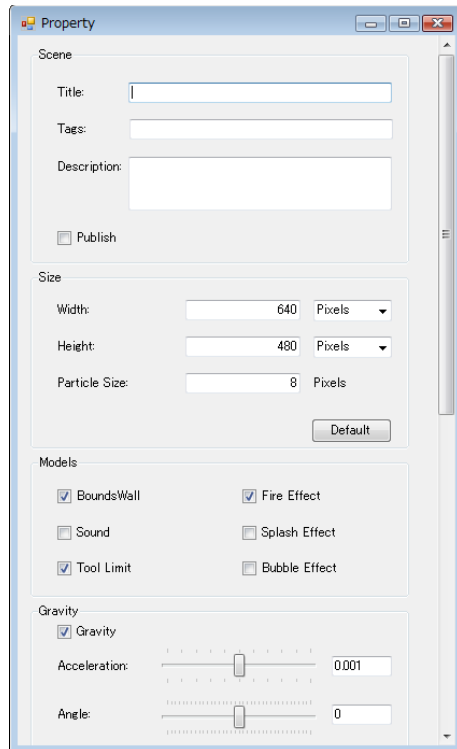 Property
Scene
Title:
Tags:
Description:
Publish
Size
Width: 640 Pixels
Height: 480 Pixels
Particle Size: 8 Pixels
Default
Models
BoundsWall Fire Effect
Sound Splash Effect
Tool Limit Bubble Effect
Gravity
Gravity
Acceleration: 0.001
Angle: 0